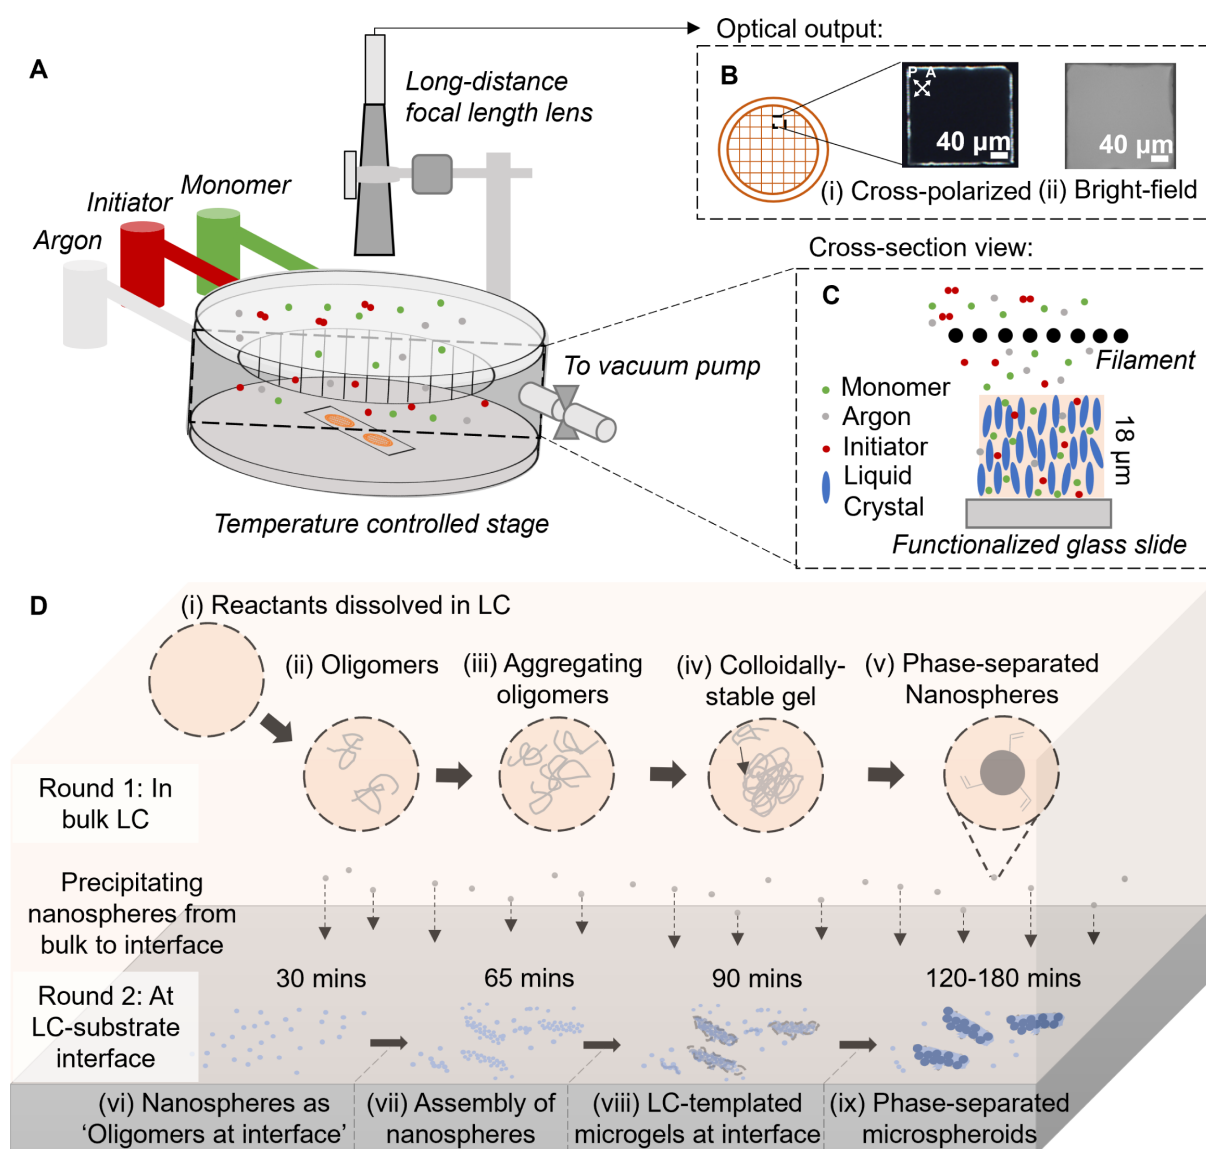 A
Long-distance
focal length lens
Monomer
Initiator
Argon
To vacuum pump
Temperature controlled stage
Optical output:
B
P A
40 μm
40 μm
(i) Cross-polarized
(ii) Bright-field
Cross-section view:
C
Filament
Monomer
Argon
Initiator
Liquid
Crystal
18 μm
Functionalized glass slide
D
(i) Reactants dissolved in LC
(ii) Oligomers
(iii) Aggregating
oligomers
(iv) Colloidally-
stable gel
(v) Phase-separated
Nanospheres
Round 1: In
bulk LC
Precipitating
nanospheres from
bulk to interface
30 mins
65 mins
90 mins
120-180 mins
Round 2: At
LC-substrate
interface
(vi) Nanospheres as
‘Oligomers at interface’
(vii) Assembly of
nanospheres
(viii) LC-templated
microgels at interface
(ix) Phase-separated
microspheroids